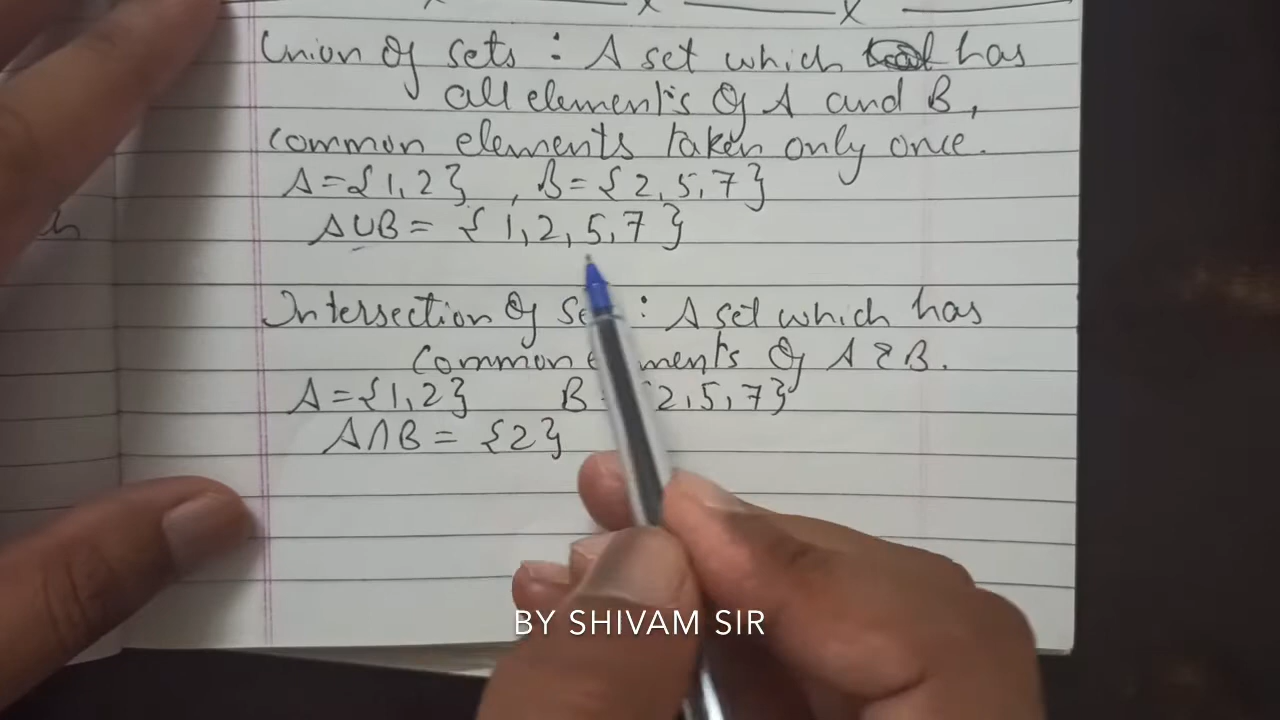 Union Of sets : A set which has
all elements Of A and B,
common elements taken only once.
A = {1, 2} , B = {2, 5, 7}
A∪B = {1, 2, 5, 7}
Intersection Of : A set which has
common elements Of A & B.
A = {1, 2} B {2, 5, 7}
A∩B = {2}
BY SHIVAM SIR